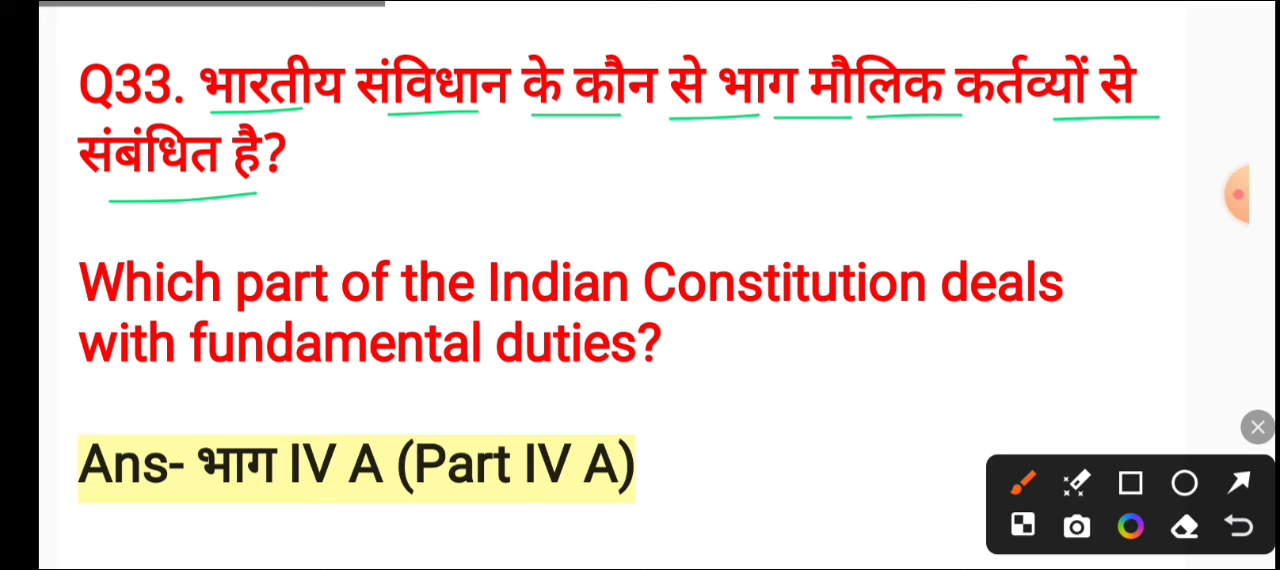 Q33. भारतीय संविधान के कौन से भाग मौलिक कर्तव्यों से
संबंधित है?
Which part of the Indian Constitution deals
with fundamental duties?
Ans- भाग IV A (Part IV A)